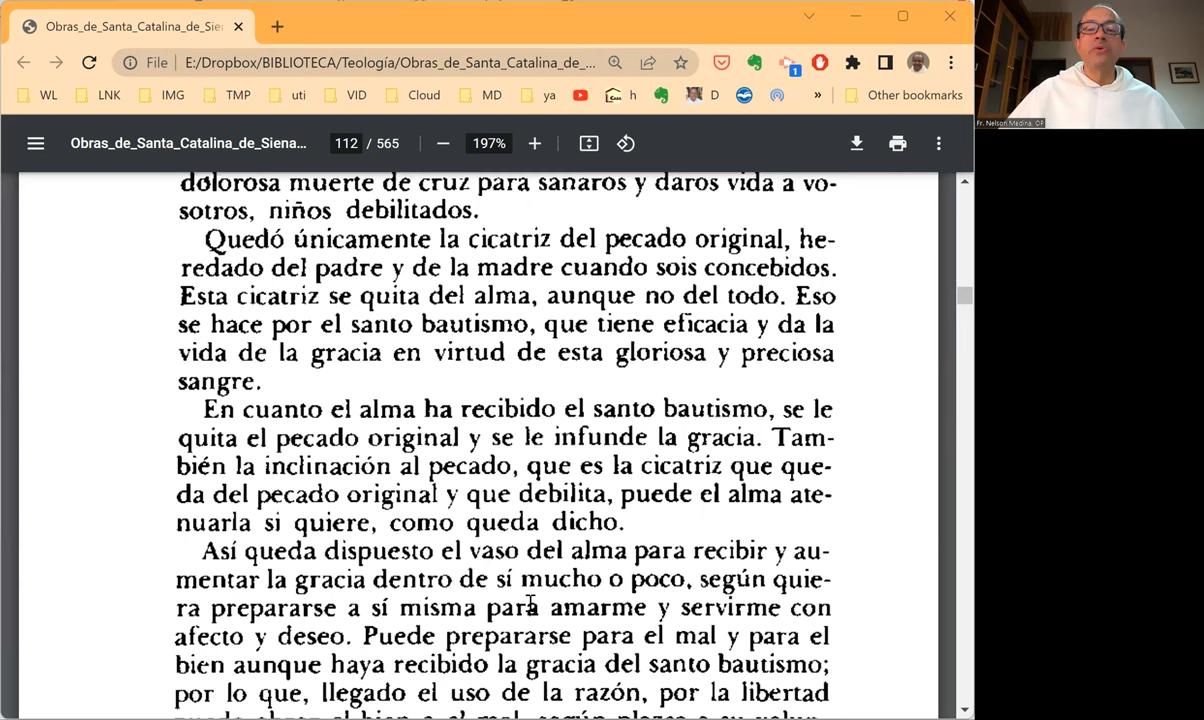 Obras_de_Santa_Catalina_de_Sie
File
E:/Dropbox/BIBLIOTECA/Teología/Obras_de_Santa_Catalina_de_...
1
WL
LNK
IMG
TMP
uti
VID
Cloud
MD
ya
h
D
»
Other bookmarks
Obras_de_Santa_Catalina_de_Siena...
112 / 565
197%
Fr. Nelson Medina, OP
dolorosa muerte de cruz para sanaros y daros vida a vo-
sotros, niños debilitados.
Quedó únicamente la cicatriz del pecado original, he-
redado del padre y de la madre cuando sois concebidos.
Esta cicatriz se quita del alma, aunque no del todo. Eso
se hace por el santo bautismo, que tiene eficacia y da la
vida de la gracia en virtud de esta gloriosa y preciosa
sangre.
En cuanto el alma ha recibido el santo bautismo, se le
quita el pecado original y se le infunde la gracia. Tam-
bién la inclinación al pecado, que es la cicatriz que que-
da del pecado original y que debilita, puede el alma ate-
nuarla si quiere, como queda dicho.
Así queda dispuesto el vaso del alma para recibir y au-
mentar la gracia dentro de sí mucho o poco, según quie-
ra prepararse a sí misma para amarme y servirme con
afecto y deseo. Puede prepararse para el mal y para el
bien aunque haya recibido la gracia del santo bautismo;
por lo que, llegado el uso de la razón, por la libertad